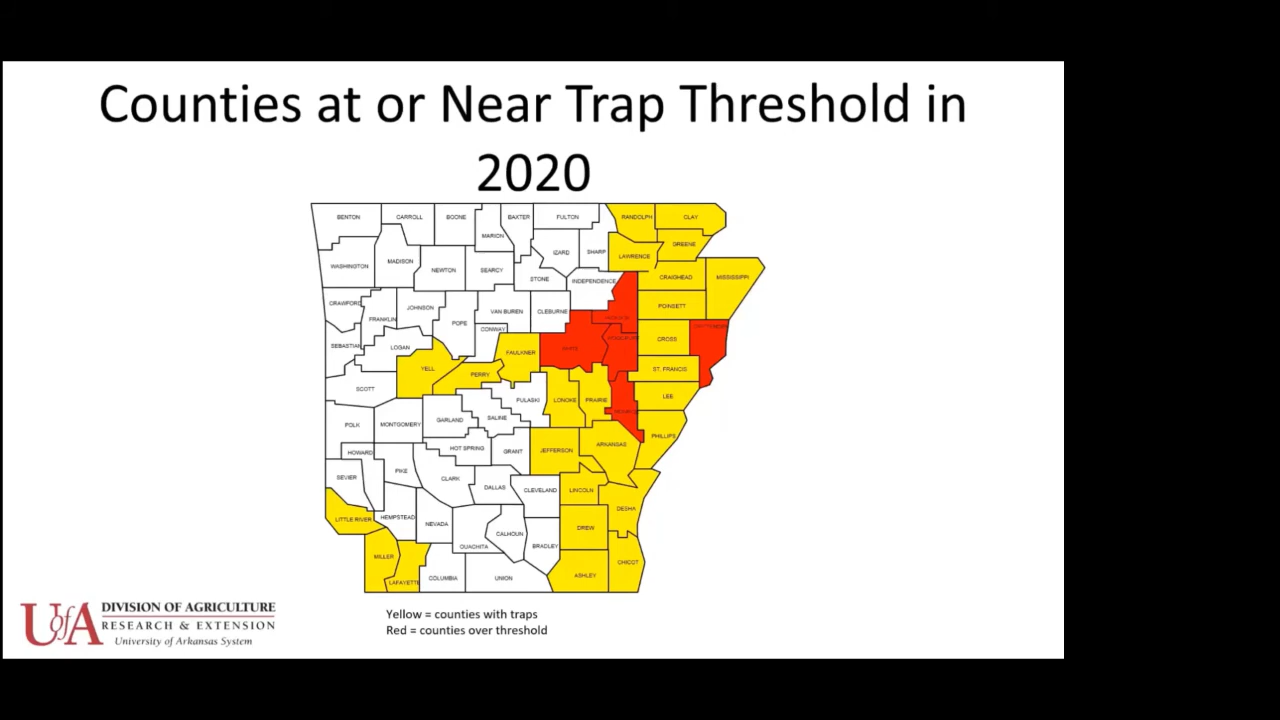 Counties at or Near Trap Threshold in
2020
BENTON CARROLL BOONE BAXTER FULTON RANDOLPH CLAY
MARION
IZARD SHARP GREENE
LAWRENCE
WASHINGTON MADISON NEWTON SEARCY
STONE INDEPENDENCE CRAIGHEAD MISSISSIPPI
CRAWFORD FRANKLIN JOHNSON POPE VAN BUREN CLEBURNE POINSETT
CONWAY
SEBASTIAN LOGAN FAULKNER WHITE CROSS
YELL PERRY ST. FRANCIS
SCOTT PULASKI LONOKE PRAIRIE LEE
POLK MONTGOMERY GARLAND SALINE
HOWARD HOT SPRING GRANT JEFFERSON ARKANSAS PHILLIPS
SEVIER PIKE CLARK DALLAS CLEVELAND LINCOLN
LITTLE RIVER HEMPSTEAD NEVADA DESHA
OUACHITA CALHOUN BRADLEY DREW
MILLER LAFAYETTE COLUMBIA UNION ASHLEY CHICOT
Yellow = counties with traps
Red = counties over threshold
UofA DIVISION OF AGRICULTURE
RESEARCH & EXTENSION
University of Arkansas System